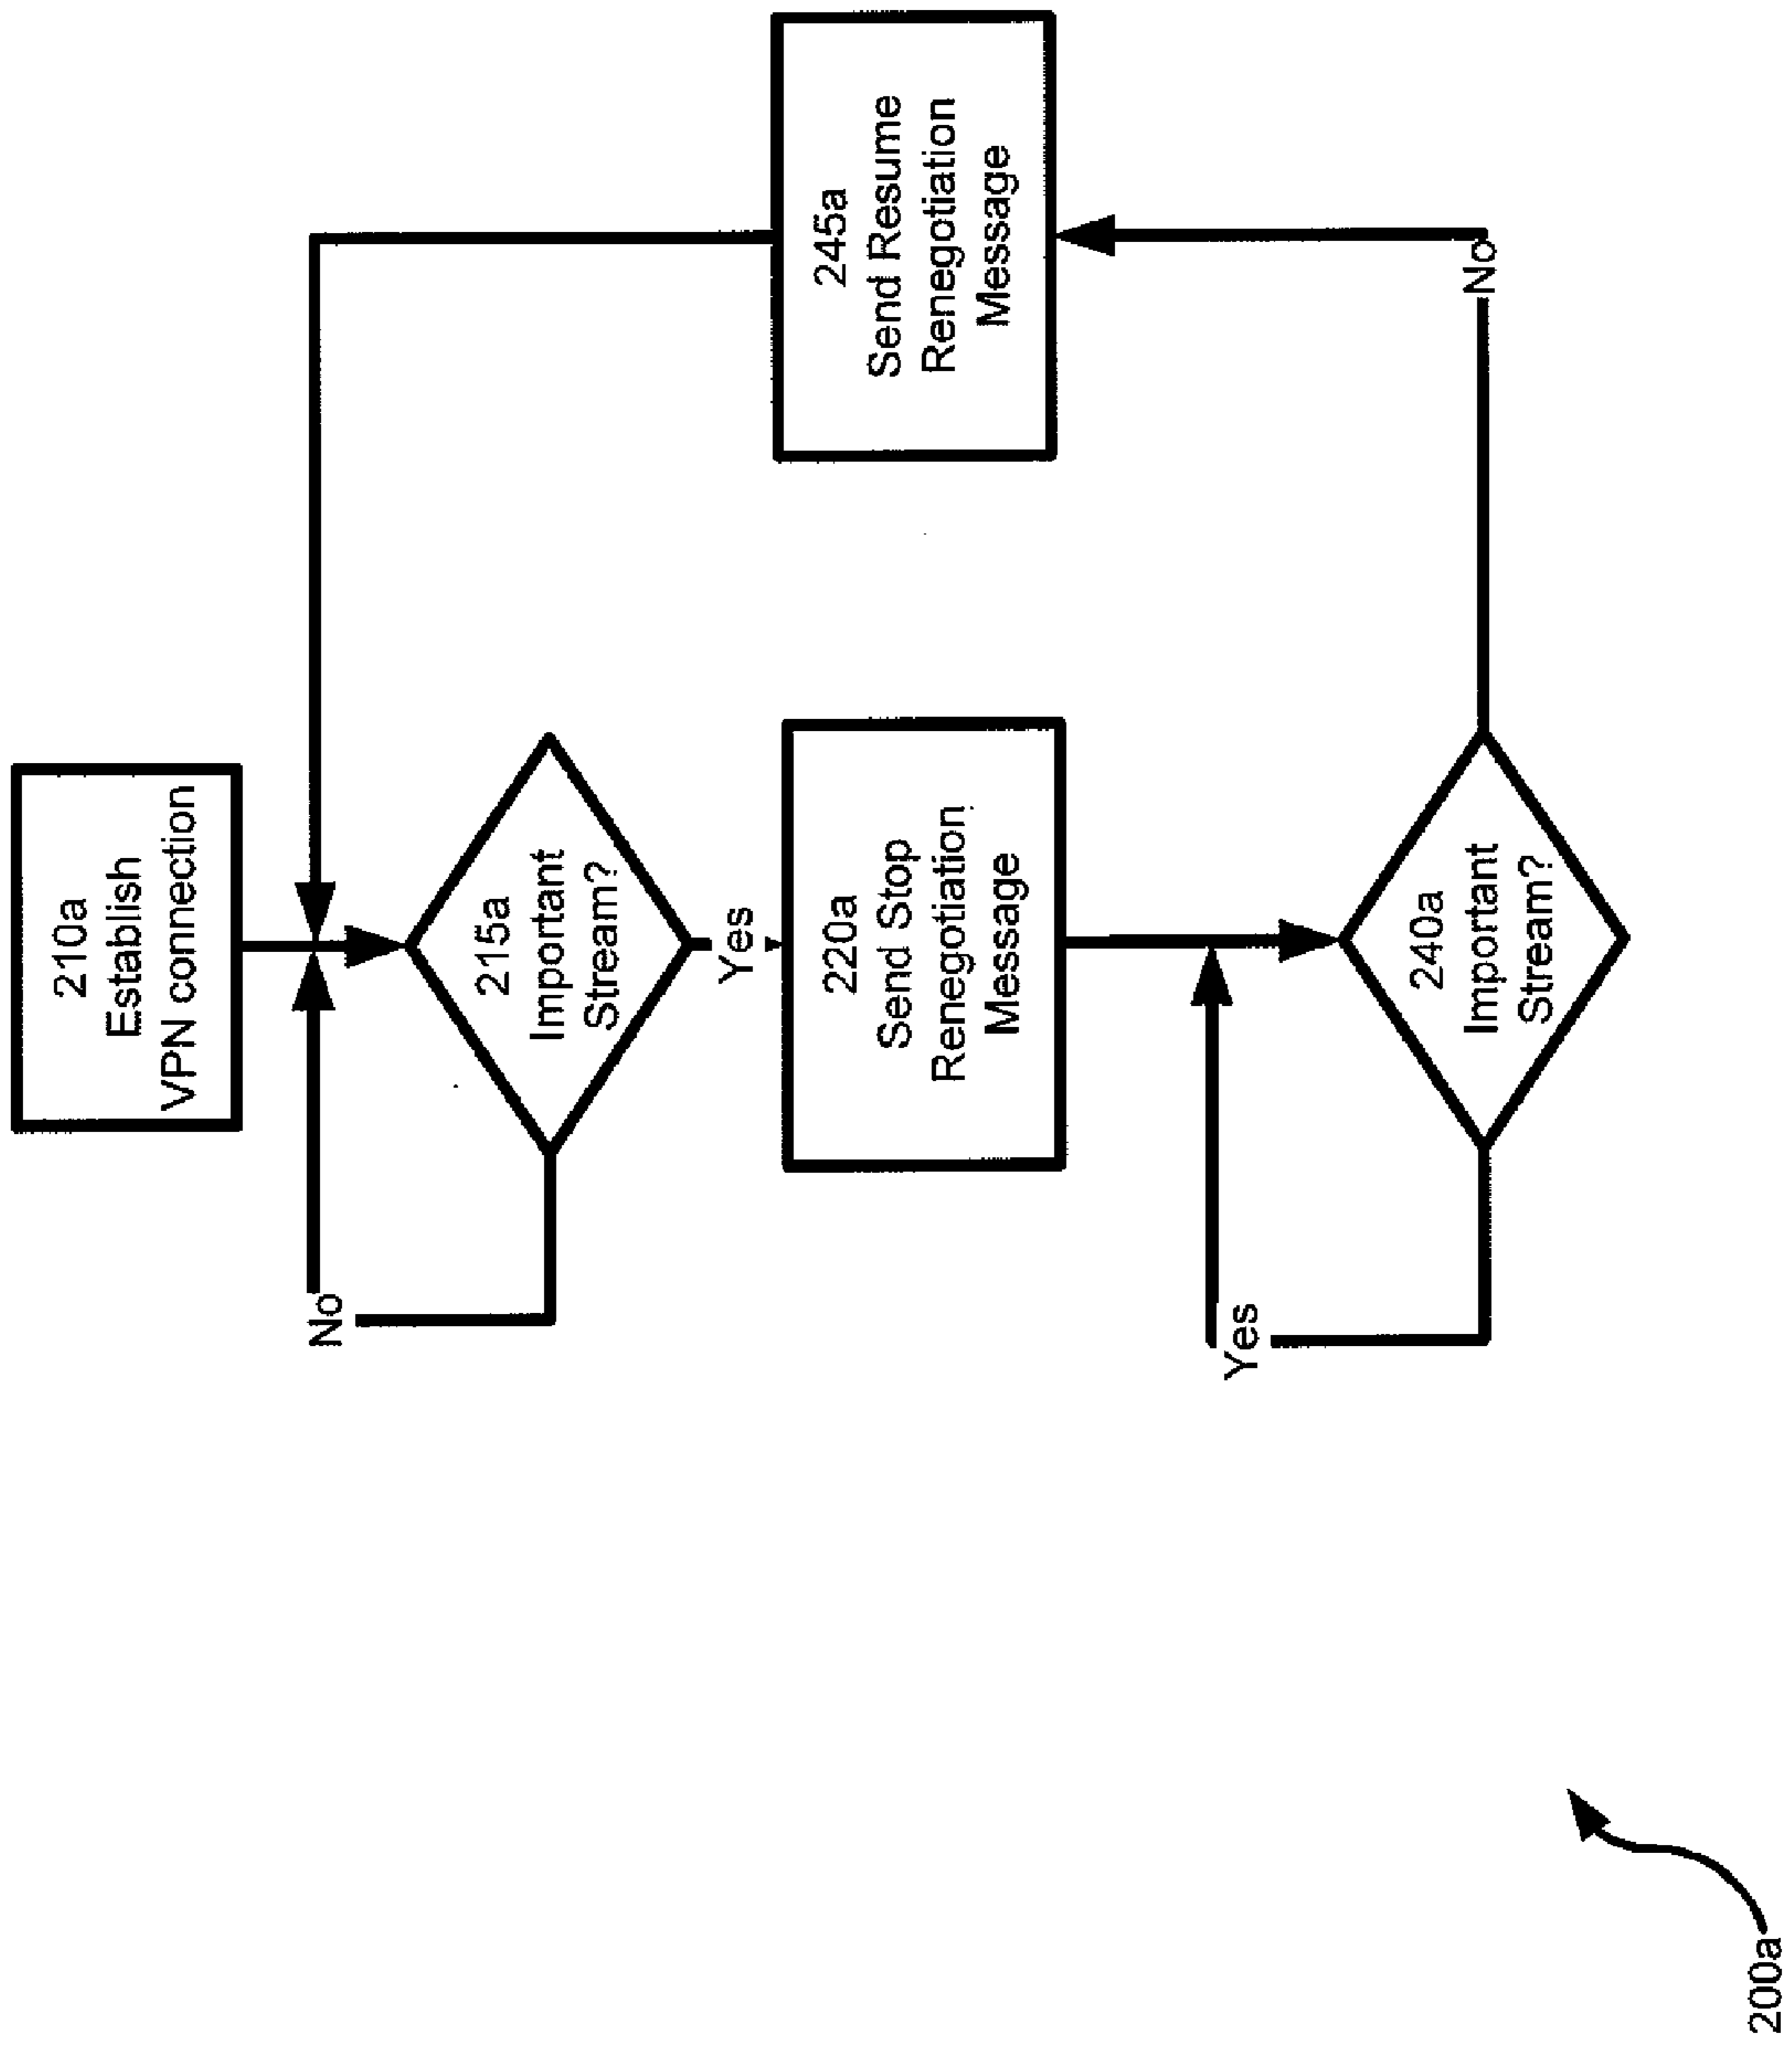 210a
Establish
VPN connection
No
215a
Important
Stream?
Yes
220a
Send Stop
Renegotiation
Message
245a
Send Resume
Renegotiation
Message
Yes
240a
Important
Stream?
No
200a